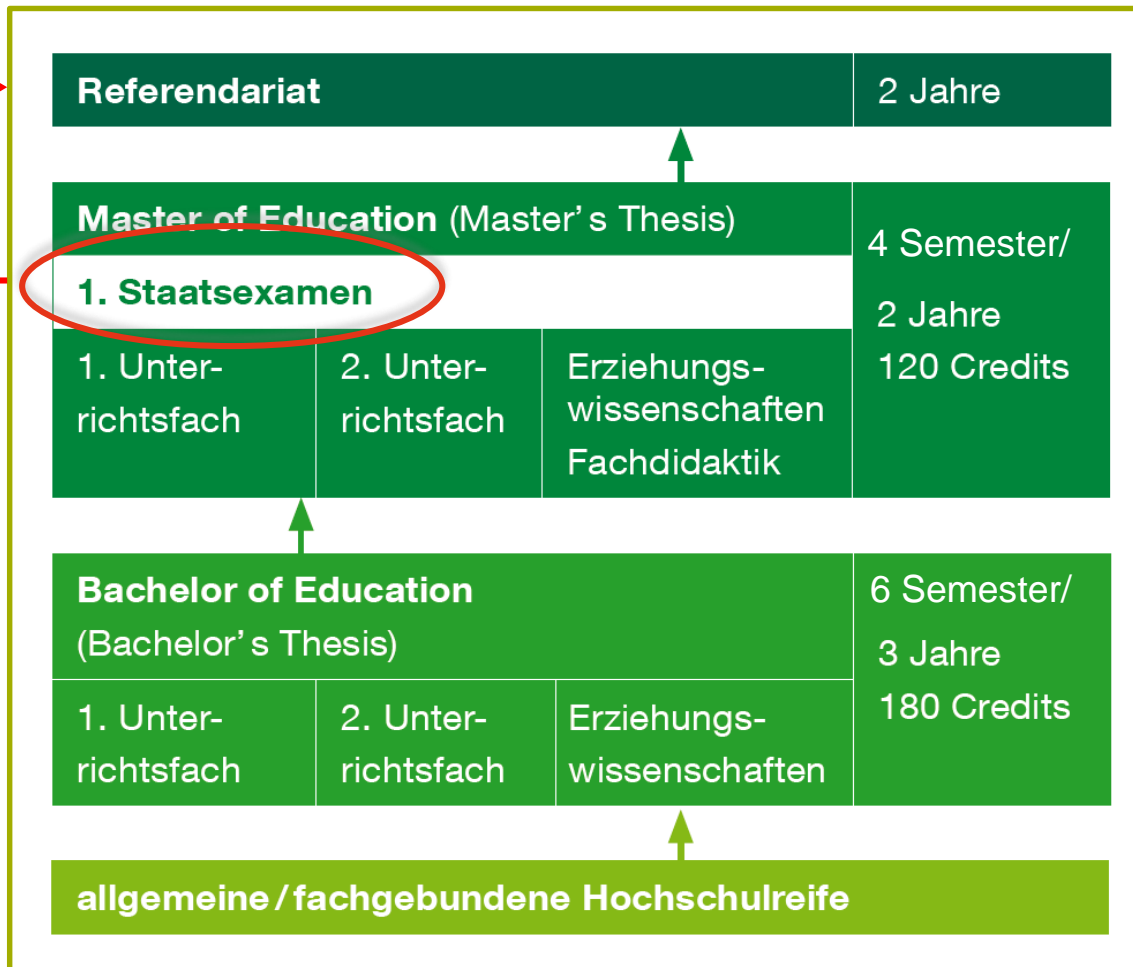 Referendariat
2 Jahre
Master of Education (Master’s Thesis)
1. Staatsexamen
4 Semester/
2 Jahre
120 Credits
1. Unter-
richtsfach
2. Unter-
richtsfach
Erziehungs-
wissenschaften
Fachdidaktik
Bachelor of Education
(Bachelor’s Thesis)
6 Semester/
3 Jahre
180 Credits
1. Unter-
richtsfach
2. Unter-
richtsfach
Erziehungs-
wissenschaften
allgemeine/fachgebundene Hochschulreife